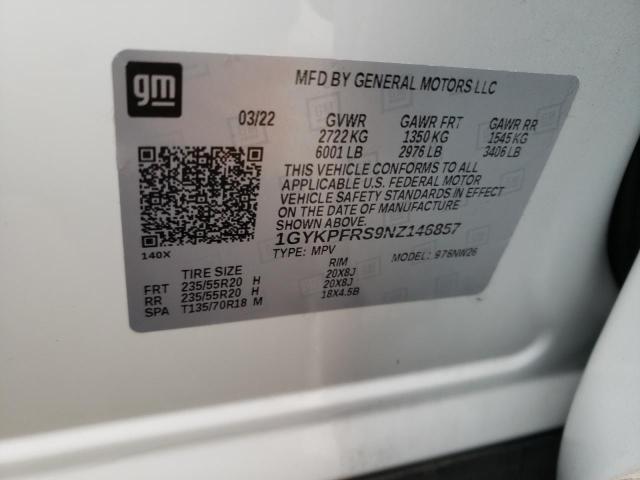 gm
MFD BY GENERAL MOTORS LLC
03/22 GVWR GAWR FRT GAWR RR
2722 KG 1350 KG 1545 KG
6001 LB 2976 LB 3406 LB
THIS VEHICLE CONFORMS TO ALL
APPLICABLE U.S. FEDERAL MOTOR
VEHICLE SAFETY STANDARDS IN EFFECT
ON THE DATE OF MANUFACTURE
SHOWN ABOVE.
1GYKPFRS9NZ146857
140X
TYPE: MPV MODEL: 976NW26
TIRE SIZE RIM
FRT 235/55R20 H 20X8J
RR 235/55R20 H 20X8J
SPA T135/70R18 M 18X4.5B